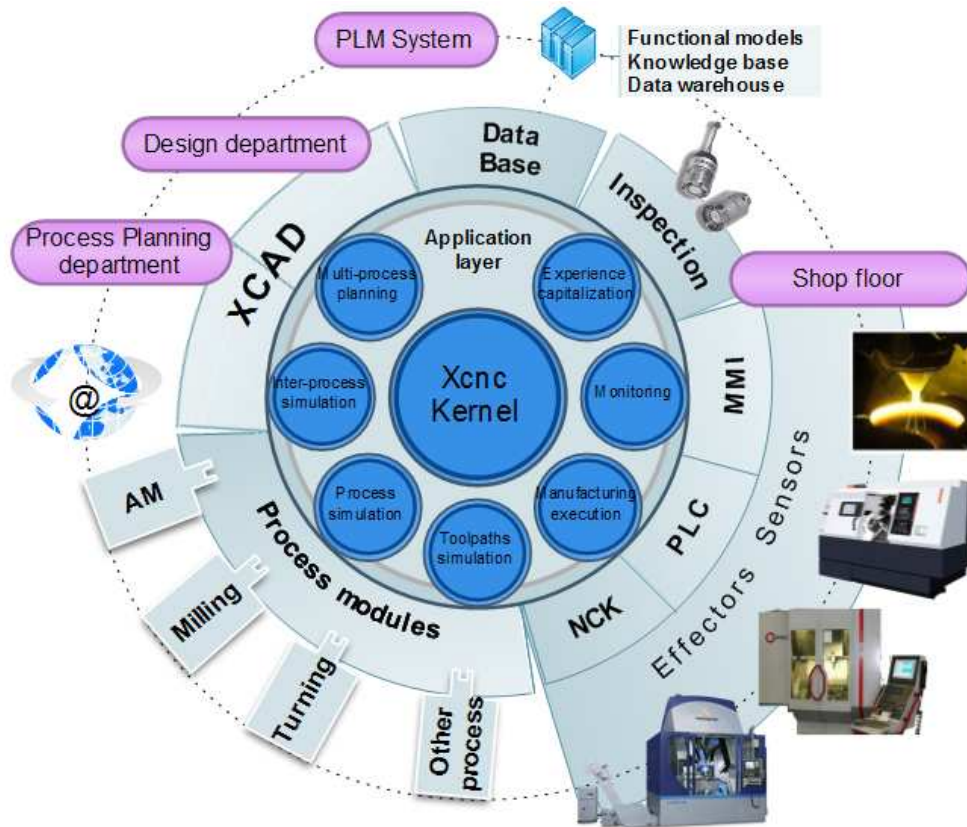 PLM System
Functional models
Knowledge base
Data warehouse
Design department
Data
Base
Inspection
Process Planning
department
XCAD
Application
layer
Shop floor
Multi-process
planning
Experience
capitalization
@
Inter-process
simulation
Xcnc
Kernel
Monitoring
MMI
Process
simulation
Toolpaths
simulation
Manufacturing
execution
PLC
NCK
Effectors Sensors
Process modules
AM
Milling
Turning
Other
process